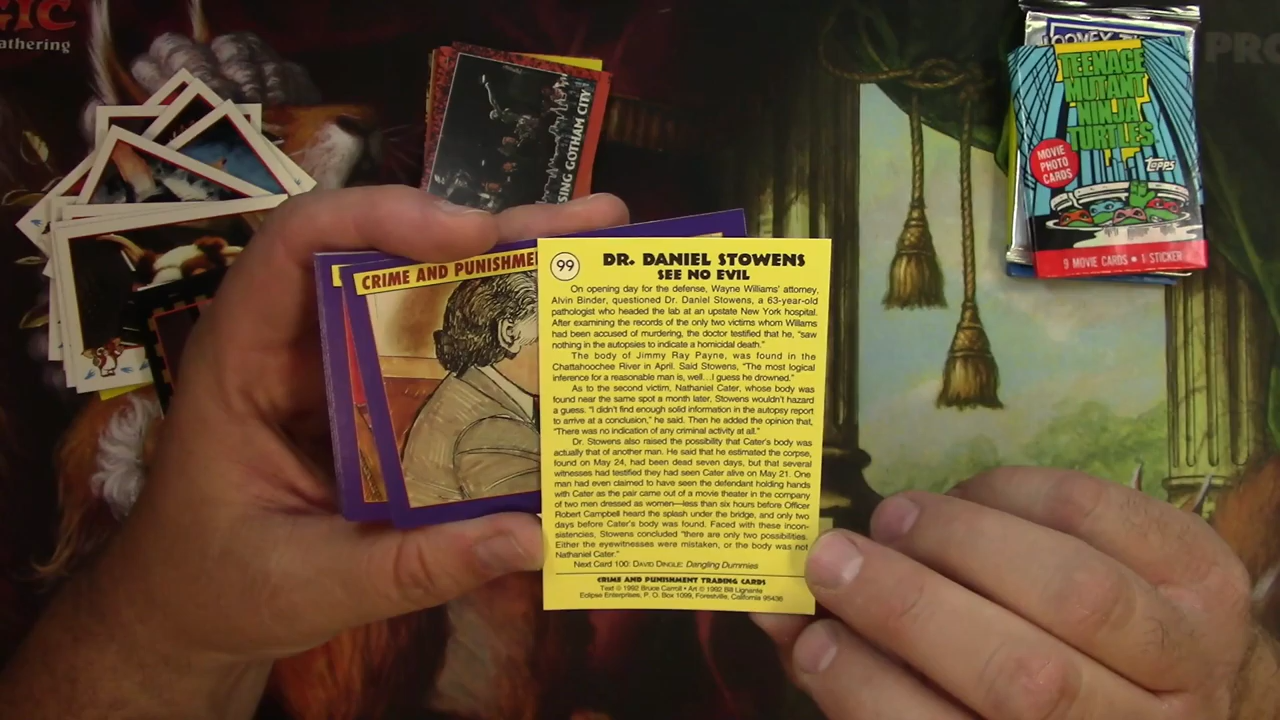 GIC
athering
SING GOTHAM CITY
LOONEY TUNES
PRO
TEENAGE
MUTANT
NINJA
TURTLES
MOVIE
PHOTO
CARDS
TOPPS
9 MOVIE CARDS • 1 STICKER
CRIME AND PUNISHME
99
DR. DANIEL STOWENS
SEE NO EVIL
On opening day for the defense, Wayne Williams' attorney,
Alvin Binder, questioned Dr. Daniel Stowens, a 63-year-old
pathologist who headed the lab at an upstate New York hospital.
After examining the records of the only two victims whom Williams
had been accused of murdering, the doctor testified that he, "saw
nothing in the autopsies to indicate a homicidal death."
The body of Jimmy Ray Payne, was found in the
Chattahoochee River in April. Said Stowens, "The most logical
inference for a reasonable man is, well...I guess he drowned."
As to the second victim, Nathaniel Cater, whose body was
found near the same spot a month later, Stowens wouldn't hazard
a guess. "I didn't find enough solid information in the autopsy report
to arrive at a conclusion," he said. Then he added the opinion that,
"There was no indication of any criminal activity at all."
Dr. Stowens also raised the possibility that Cater's body was
actually that of another man. He said that he estimated the corpse,
found on May 24, had been dead seven days, but that several
witnesses had testified they had seen Cater alive on May 21. One
man had even claimed to have seen the defendant holding hands
with Cater as the pair came out of a movie theater in the company
of two men dressed as women—less than six hours before Officer
Robert Campbell heard the splash under the bridge, and only two
days before Cater's body was found. Faced with these incon-
sistencies, Stowens concluded "there are only two possibilities.
Either the eyewitnesses were mistaken, or the body was not
Nathaniel Cater."
Next Card 100: DAVID DINGLE: Dangling Dummies
CRIME AND PUNISHMENT TRADING CARDS
Text © 1992 Bruce Carroll • Art © 1992 Bill Lignante
Eclipse Enterprises, P. O. Box 1099, Forestville, California 95436